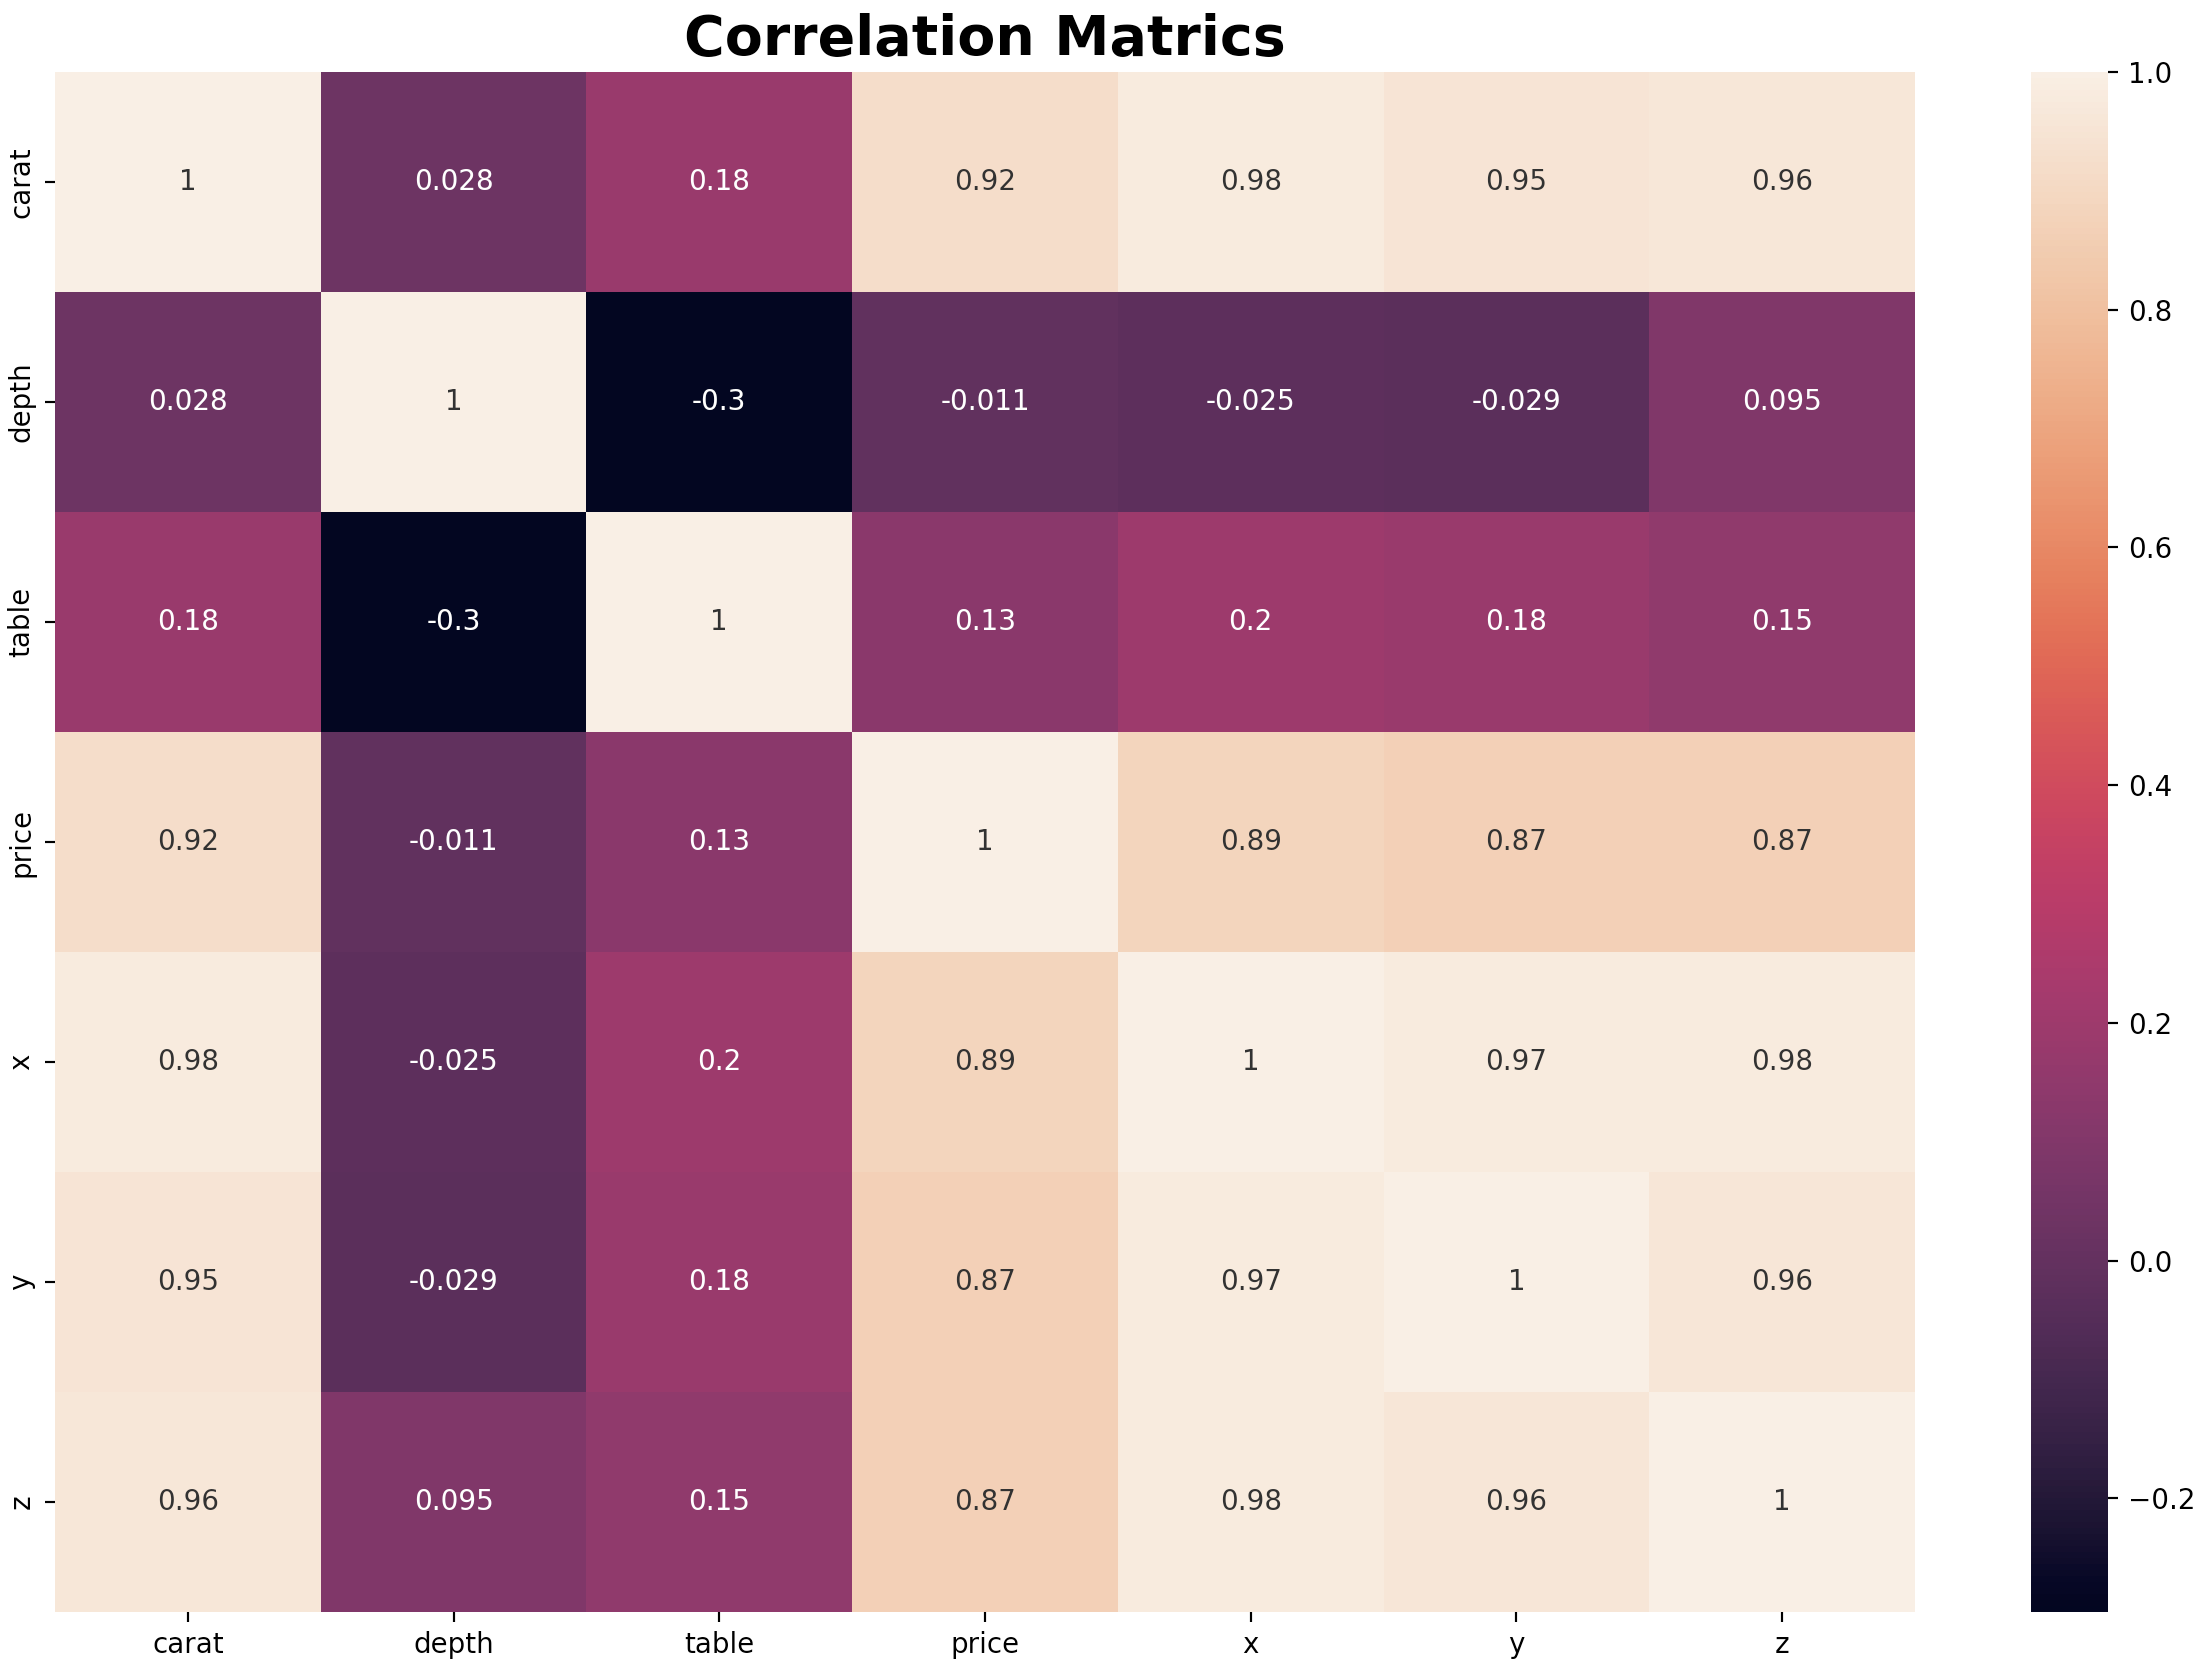 Correlation Matrics
carat 1 0.028 0.18 0.92 0.98 0.95 0.96
depth 0.028 1 -0.3 -0.011 -0.025 -0.029 0.095
table 0.18 -0.3 1 0.13 0.2 0.18 0.15
price 0.92 -0.011 0.13 1 0.89 0.87 0.87
x 0.98 -0.025 0.2 0.89 1 0.97 0.98
y 0.95 -0.029 0.18 0.87 0.97 1 0.96
z 0.96 0.095 0.15 0.87 0.98 0.96 1
carat depth table price x y z
1.0
0.8
0.6
0.4
0.2
0.0
−0.2